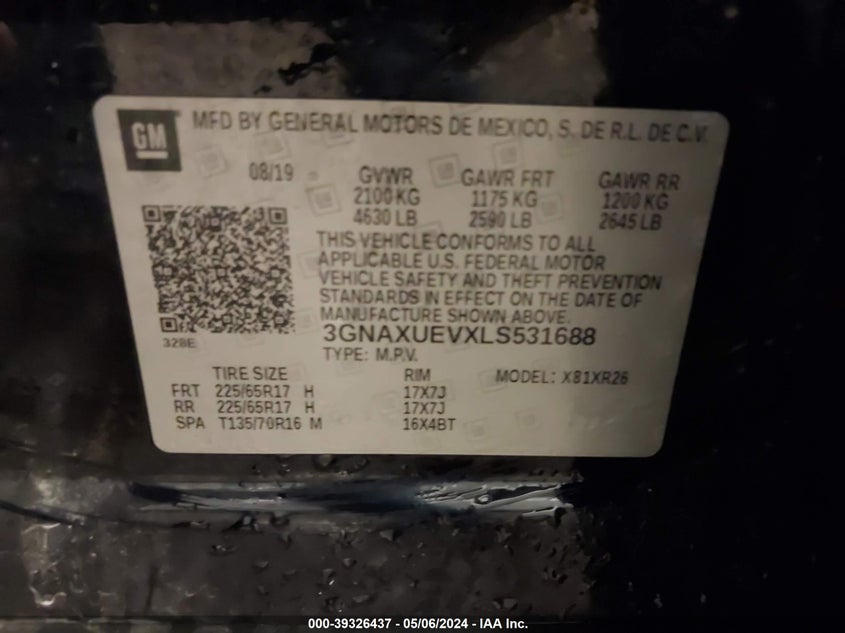 GM
MFD BY GENERAL MOTORS DE MEXICO, S. DE R.L. DE C.V.
08/19 GVWR GAWR FRT GAWR RR
2100 KG 1175 KG 1200 KG
4630 LB 2590 LB 2645 LB
THIS VEHICLE CONFORMS TO ALL
APPLICABLE U.S. FEDERAL MOTOR
VEHICLE SAFETY AND THEFT PREVENTION
STANDARDS IN EFFECT ON THE DATE OF
MANUFACTURE SHOWN ABOVE.
328E
3GNAXUEVXLS531688
TYPE: M.P.V.
TIRE SIZE RIM MODEL: X81XR26
FRT 225/65R17 H 17X7J
RR 225/65R17 H 17X7J
SPA T135/70R16 M 16X4BT
000-39326437 - 05/06/2024 - IAA Inc.